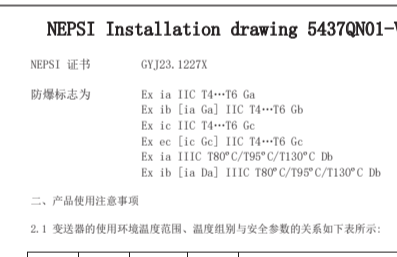 NEPSI Installation drawing 5437QN01-V
NEPSI 证书 GYJ23.1227X
防爆标志为 Ex ia IIC T4…T6 Ga
Ex ib [ia Ga] IIC T4…T6 Gb
Ex ic IIC T4…T6 Gc
Ex ec [ic Gc] IIC T4…T6 Gc
Ex ia IIIC T80°C/T95°C/T130°C Db
Ex ib [ia Da] IIIC T80°C/T95°C/T130°C Db
二、产品使用注意事项
2.1 变送器的使用环境温度范围、温度组别与安全参数的关系如下表所示: